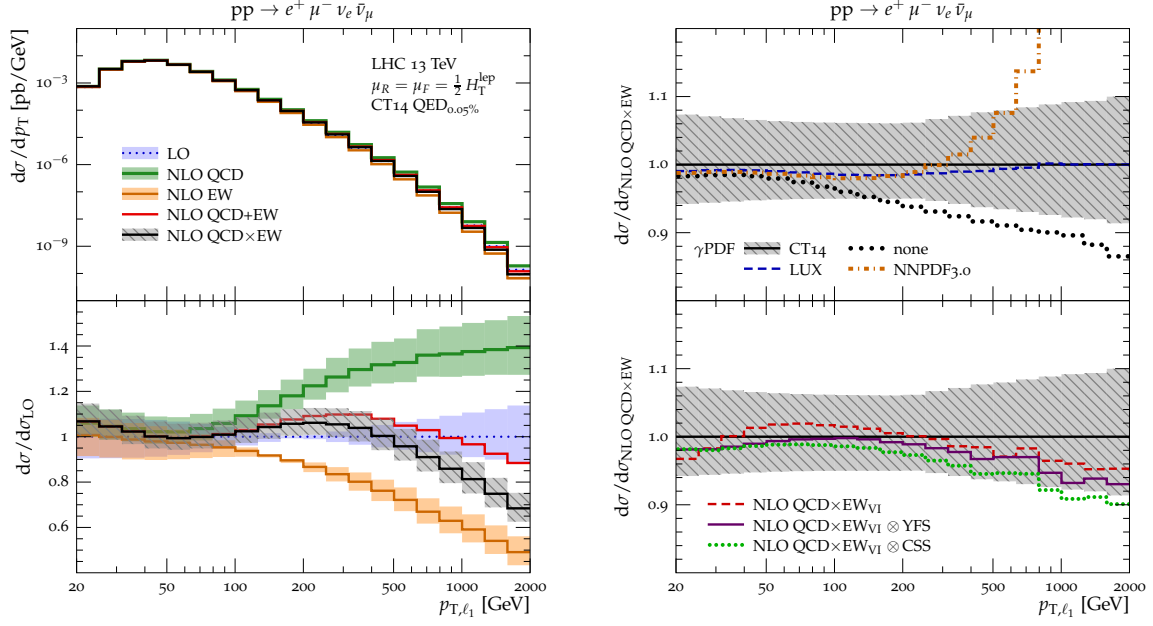 pp → e⁺ μ⁻ νₑ ν̄_μ
dσ/dp_T [pb/GeV]
10⁻³
10⁻⁶
10⁻⁹
LHC 13 TeV
μ_R = μ_F = ½ H_T^lep
CT14 QED_0.05%
LO
NLO QCD
NLO EW
NLO QCD+EW
NLO QCD×EW
dσ/dσ_LO
1.4
1.2
1
0.8
0.6
20 50 100 200 500 1000 2000
p_T,ℓ₁ [GeV]
pp → e⁺ μ⁻ νₑ ν̄_μ
dσ/dσ_NLO QCD×EW
1.1
1.0
0.9
γPDF CT14 none
LUX NNPDF3.0
dσ/dσ_NLO QCD×EW
1.1
1.0
0.9
NLO QCD×EW_VI
NLO QCD×EW_VI ⊗ YFS
NLO QCD×EW_VI ⊗ CSS
20 50 100 200 500 1000 2000
p_T,ℓ₁ [GeV]